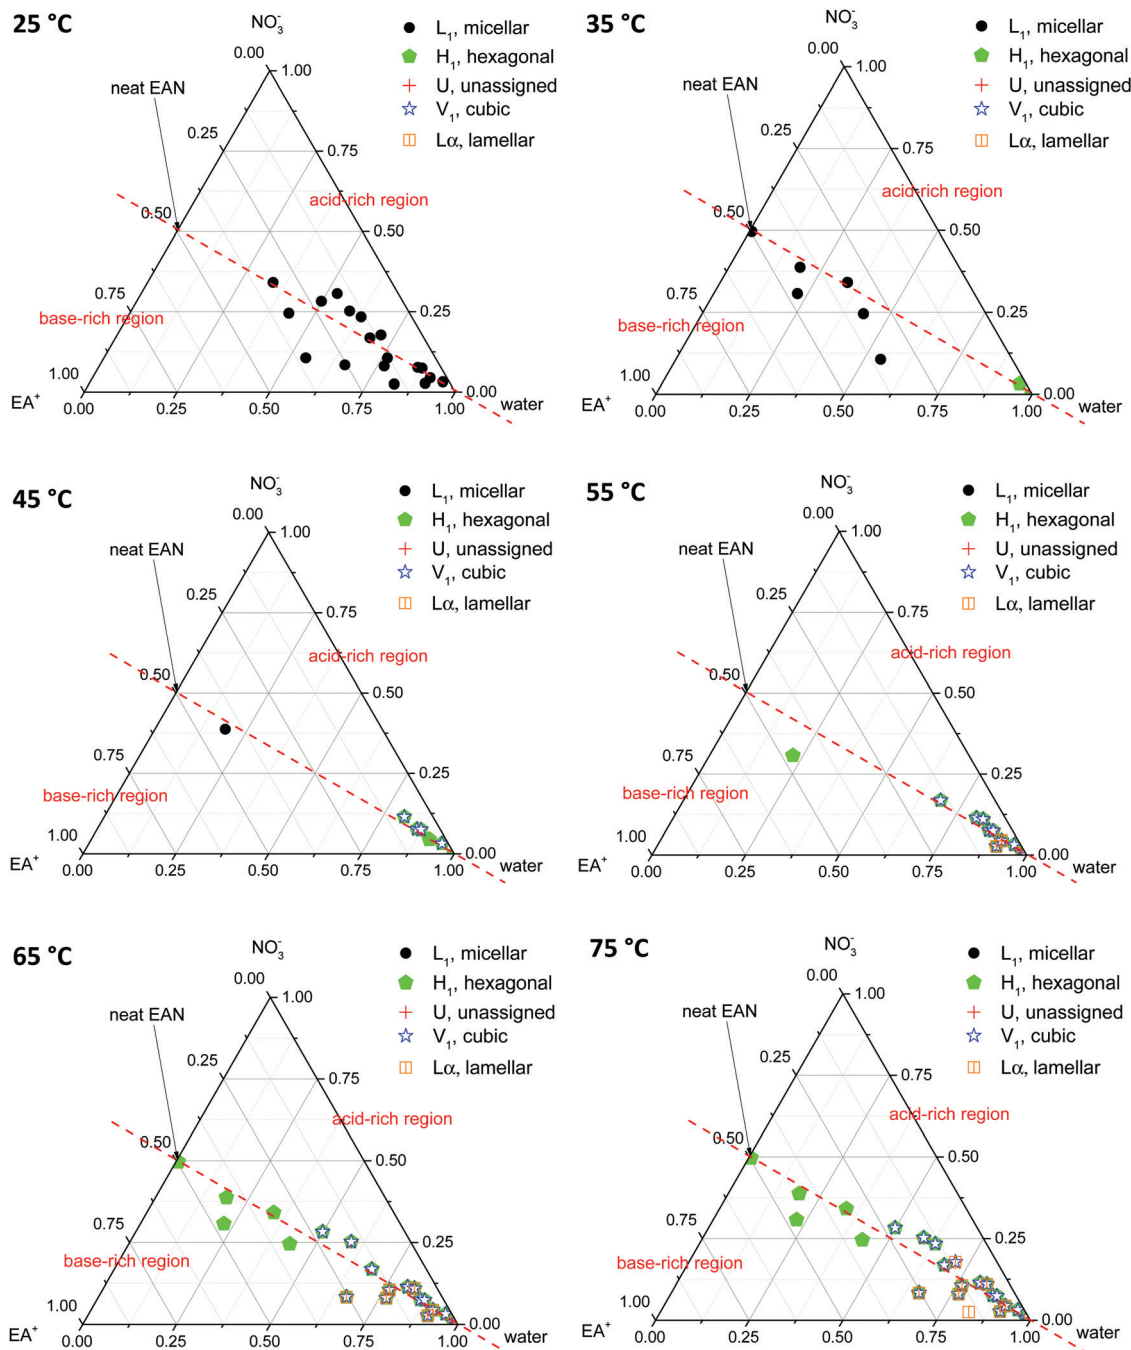 25 °C
NO₃⁻
0.00
1.00
neat EAN
0.25
0.75
acid-rich region
0.50
0.50
0.75
base-rich region
0.25
1.00
0.00
EA⁺
0.00
0.25
0.50
0.75
1.00
water
L₁, micellar
H₁, hexagonal
U, unassigned
V₁, cubic
Lα, lamellar
35 °C
NO₃⁻
0.00
1.00
neat EAN
0.25
0.75
acid-rich region
0.50
0.50
0.75
base-rich region
0.25
1.00
0.00
EA⁺
0.00
0.25
0.50
0.75
1.00
water
L₁, micellar
H₁, hexagonal
U, unassigned
V₁, cubic
Lα, lamellar
45 °C
NO₃⁻
0.00
1.00
neat EAN
0.25
0.75
acid-rich region
0.50
0.50
0.75
base-rich region
0.25
1.00
0.00
EA⁺
0.00
0.25
0.50
0.75
1.00
water
L₁, micellar
H₁, hexagonal
U, unassigned
V₁, cubic
Lα, lamellar
55 °C
NO₃⁻
0.00
1.00
neat EAN
0.25
0.75
acid-rich region
0.50
0.50
0.75
base-rich region
0.25
1.00
0.00
EA⁺
0.00
0.25
0.50
0.75
1.00
water
L₁, micellar
H₁, hexagonal
U, unassigned
V₁, cubic
Lα, lamellar
65 °C
NO₃⁻
0.00
1.00
neat EAN
0.25
0.75
acid-rich region
0.50
0.50
0.75
base-rich region
0.25
1.00
0.00
EA⁺
0.00
0.25
0.50
0.75
1.00
water
L₁, micellar
H₁, hexagonal
U, unassigned
V₁, cubic
Lα, lamellar
75 °C
NO₃⁻
0.00
1.00
neat EAN
0.25
0.75
acid-rich region
0.50
0.50
0.75
base-rich region
0.25
1.00
0.00
EA⁺
0.00
0.25
0.50
0.75
1.00
water
L₁, micellar
H₁, hexagonal
U, unassigned
V₁, cubic
Lα, lamellar